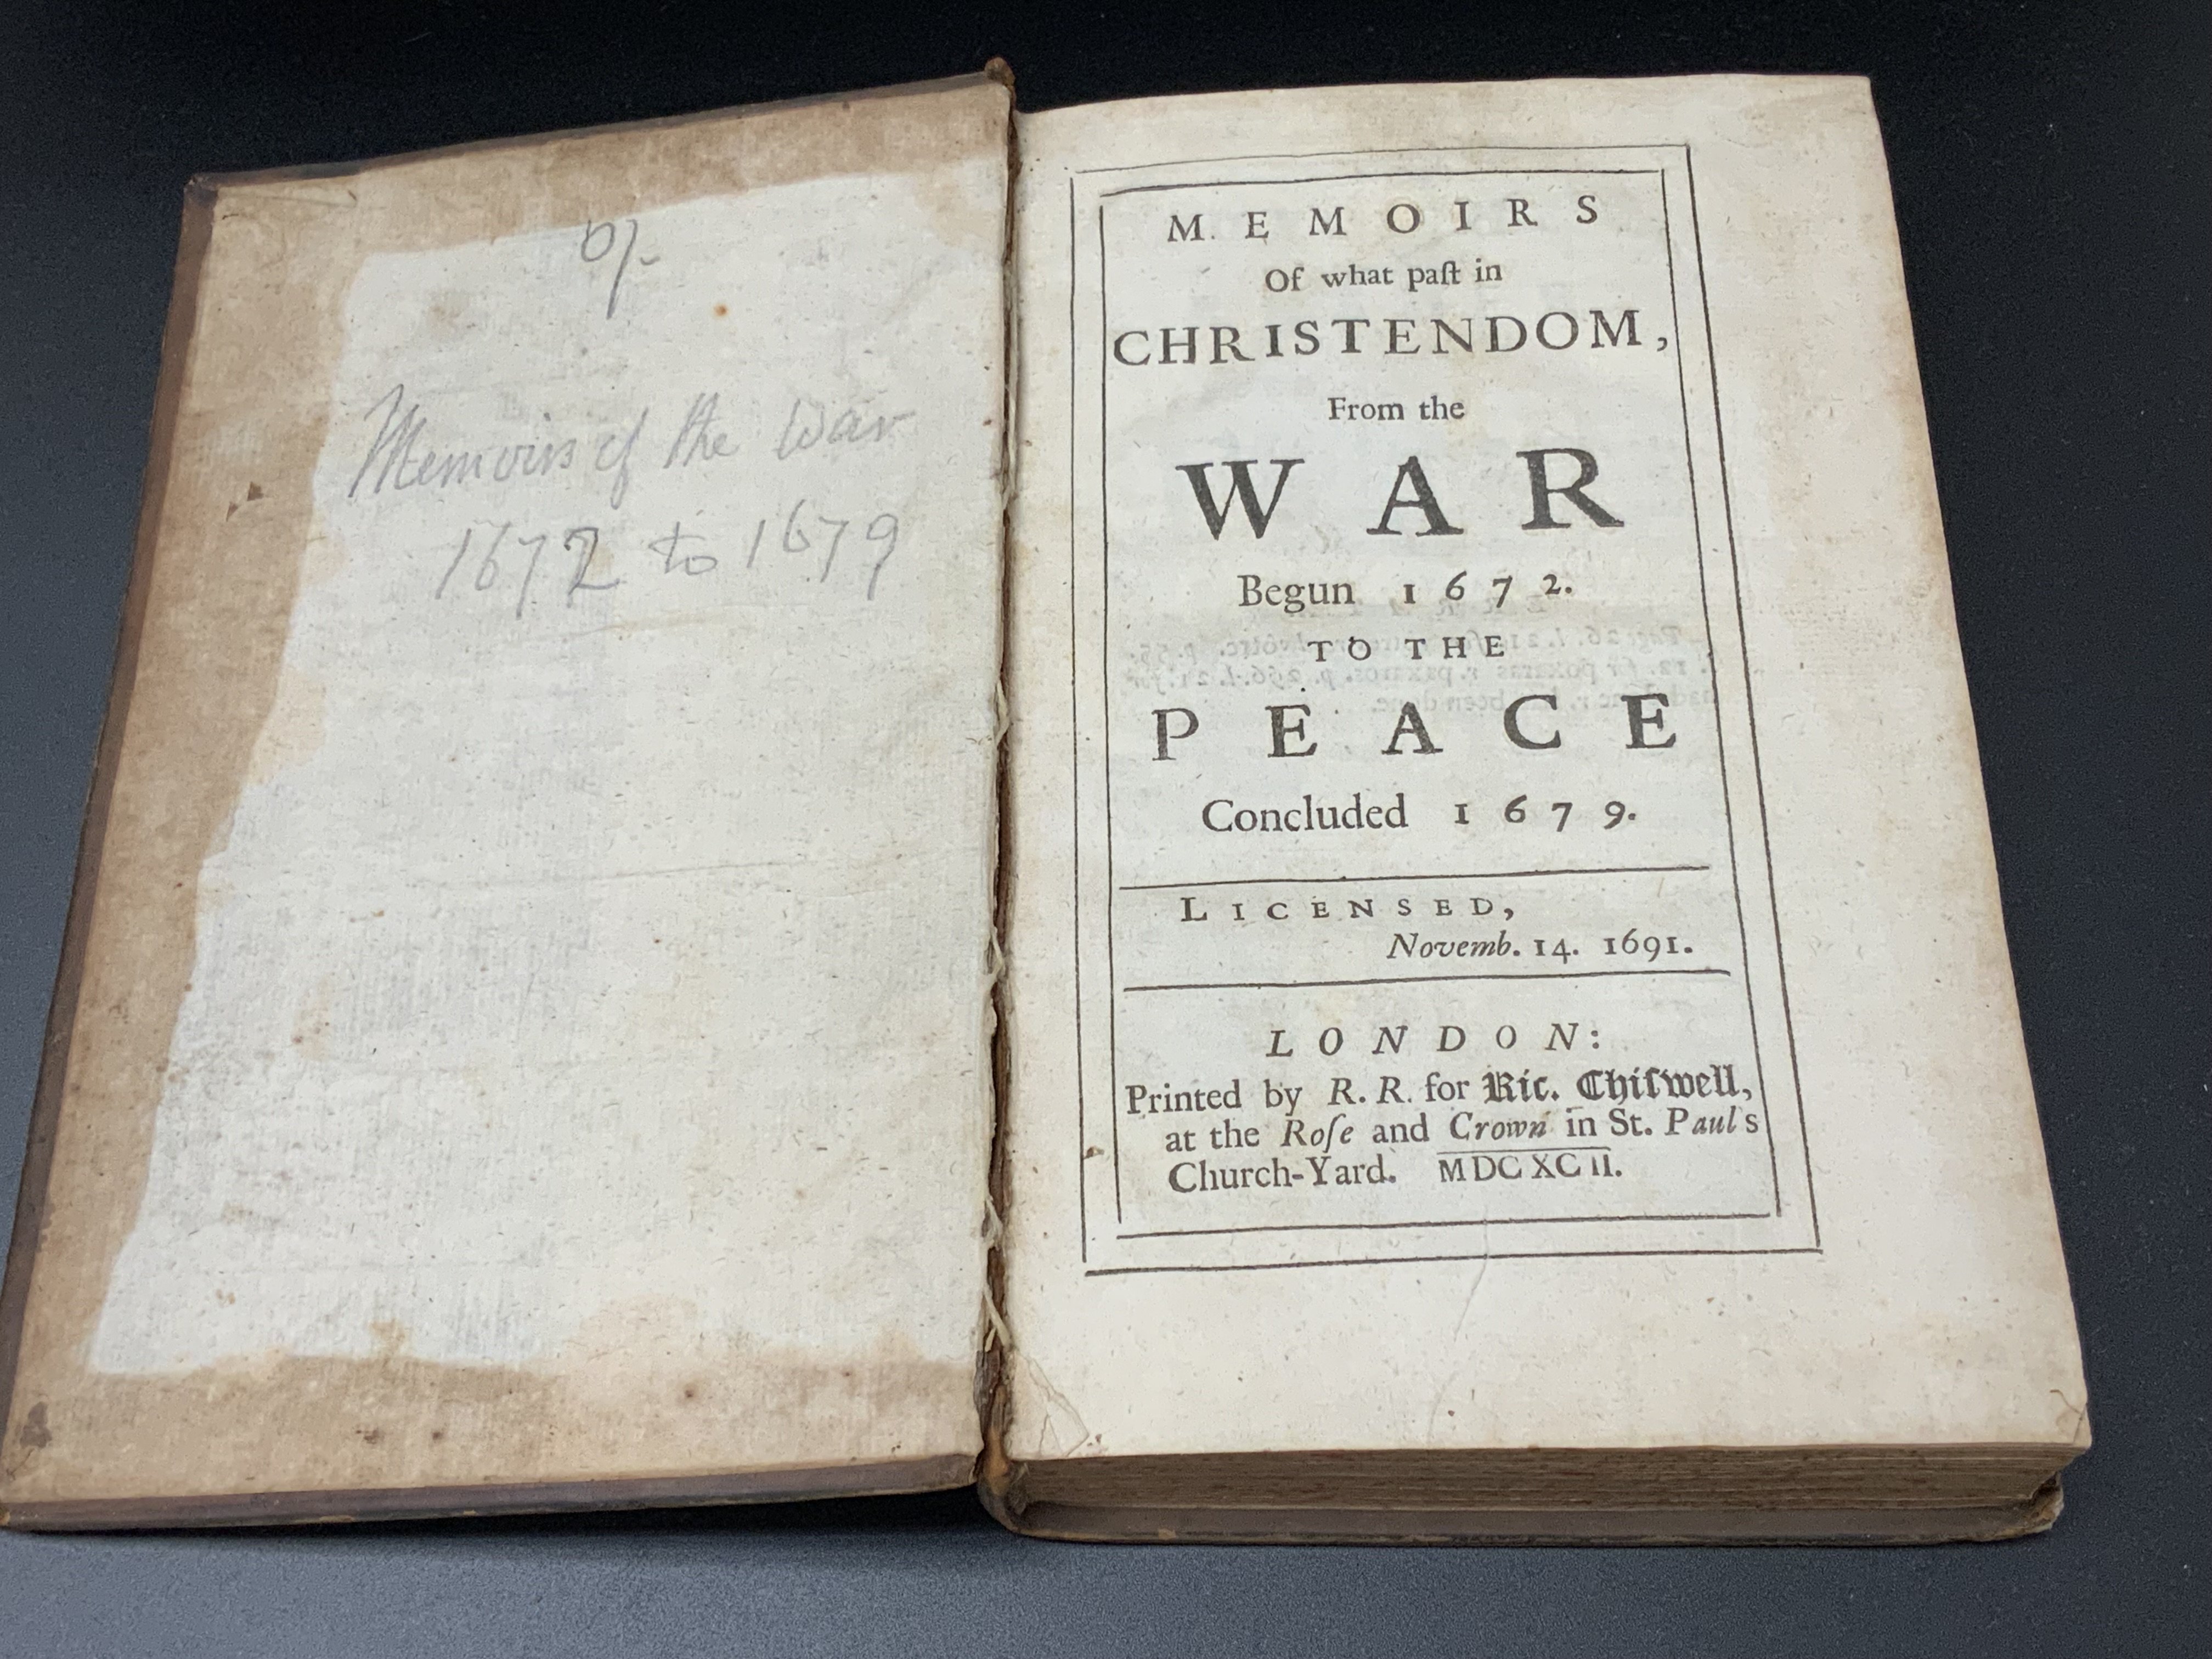 6/-
Memoirs of the War
1672 to 1679
MEMOIRS
Of what paſt in
CHRISTENDOM,
From the
WAR
Begun 1672.
TO THE
PEACE
Concluded 1679.
LICENSED,
Novemb. 14. 1691.
LONDON:
Printed by R. R. for Ric. Chiſwell,
at the Roſe and Crown in St. Paul's
Church-Yard. MDCXCII.